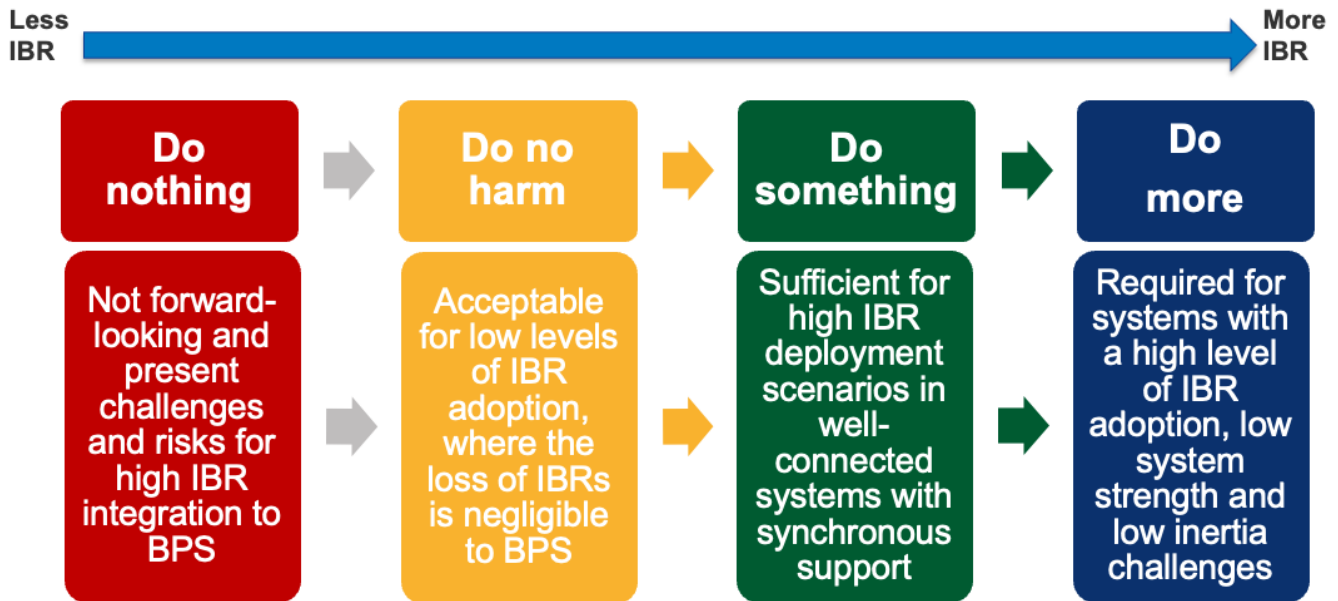 Less
IBR
More
IBR
Do
nothing
Do no
harm
Do
something
Do
more
Not forward-
looking and
present
challenges
and risks for
high IBR
integration to
BPS
Acceptable
for low levels
of IBR
adoption,
where the
loss of IBRs
is negligible
to BPS
Sufficient for
high IBR
deployment
scenarios in
well-
connected
systems with
synchronous
support
Required for
systems with
a high level
of IBR
adoption, low
system
strength and
low inertia
challenges